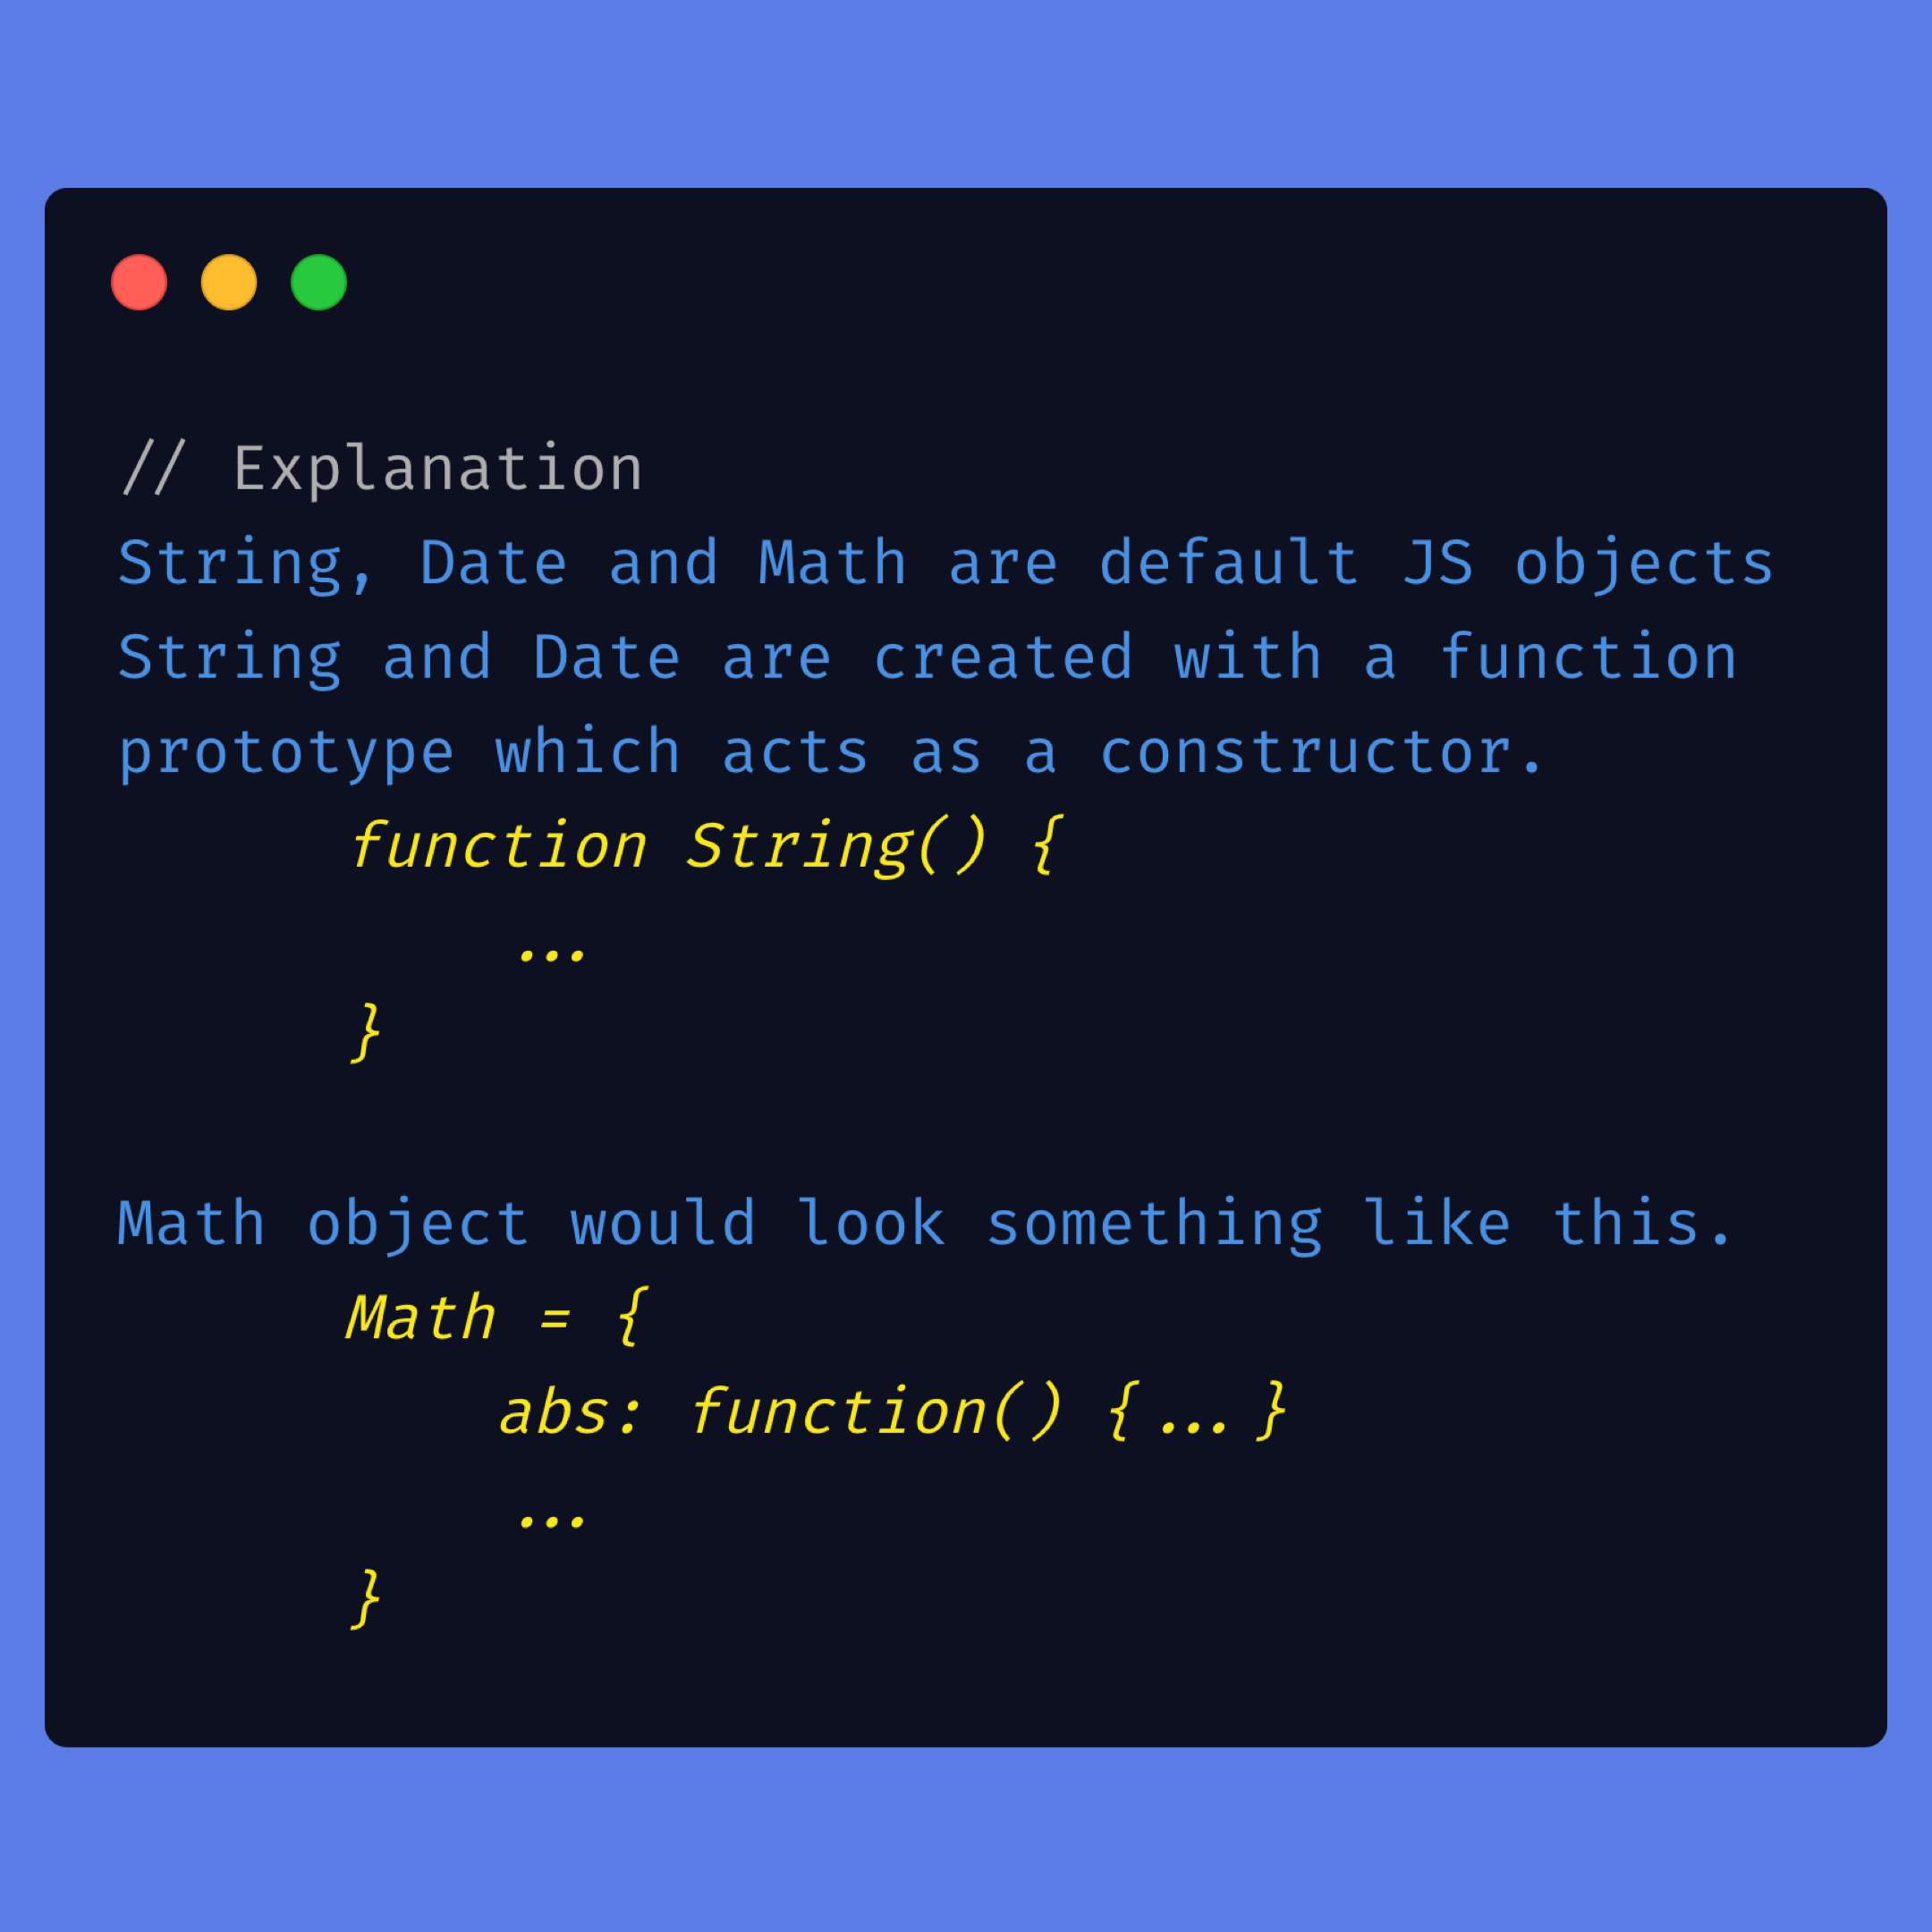 // Explanation
String, Date and Math are default JS objects
String and Date are created with a function
prototype which acts as a constructor.
function String() {
...
}
Math object would look something like this.
Math = {
abs: function() {...}
...
}